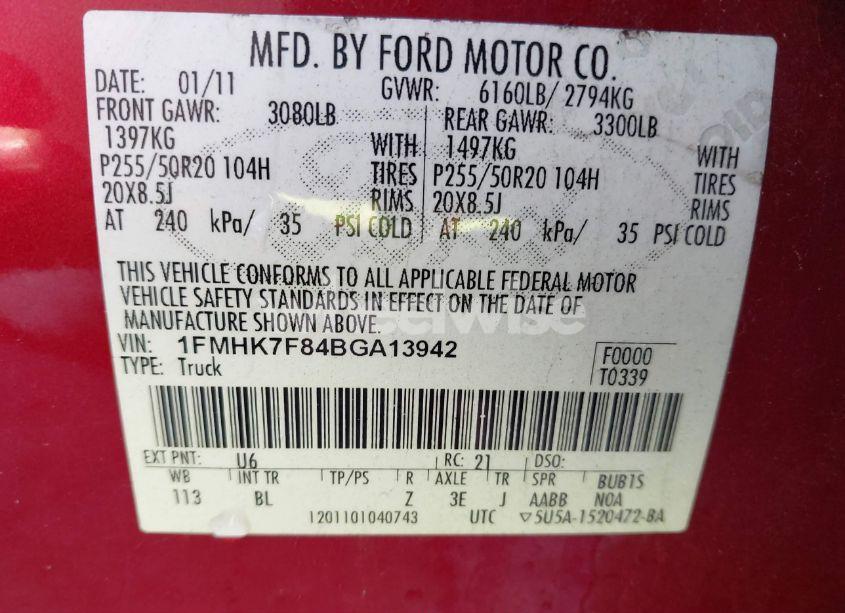 MFD. BY FORD MOTOR CO.
DATE: 01/11 GVWR: 6160LB/ 2794KG
FRONT GAWR: 3080LB REAR GAWR: 3300LB
1397KG WITH 1497KG WITH
P255/50R20 104H TIRES P255/50R20 104H TIRES
20X8.5J RIMS 20X8.5J RIMS
AT 240 kPa/ 35 PSI COLD AT 240 kPa/ 35 PSI COLD
THIS VEHICLE CONFORMS TO ALL APPLICABLE FEDERAL MOTOR
VEHICLE SAFETY STANDARDS IN EFFECT ON THE DATE OF
MANUFACTURE SHOWN ABOVE.
VIN: 1FMHK7F84BGA13942 F0000
TYPE: Truck T0339
EXT PNT: U6 RC: 21 DSO:
WB INT TR TP/PS R AXLE TR SPR BUB1S
113 BL Z 3E J AABB NOA
1201101040743 UTC ▽5U5A-1520472-BA